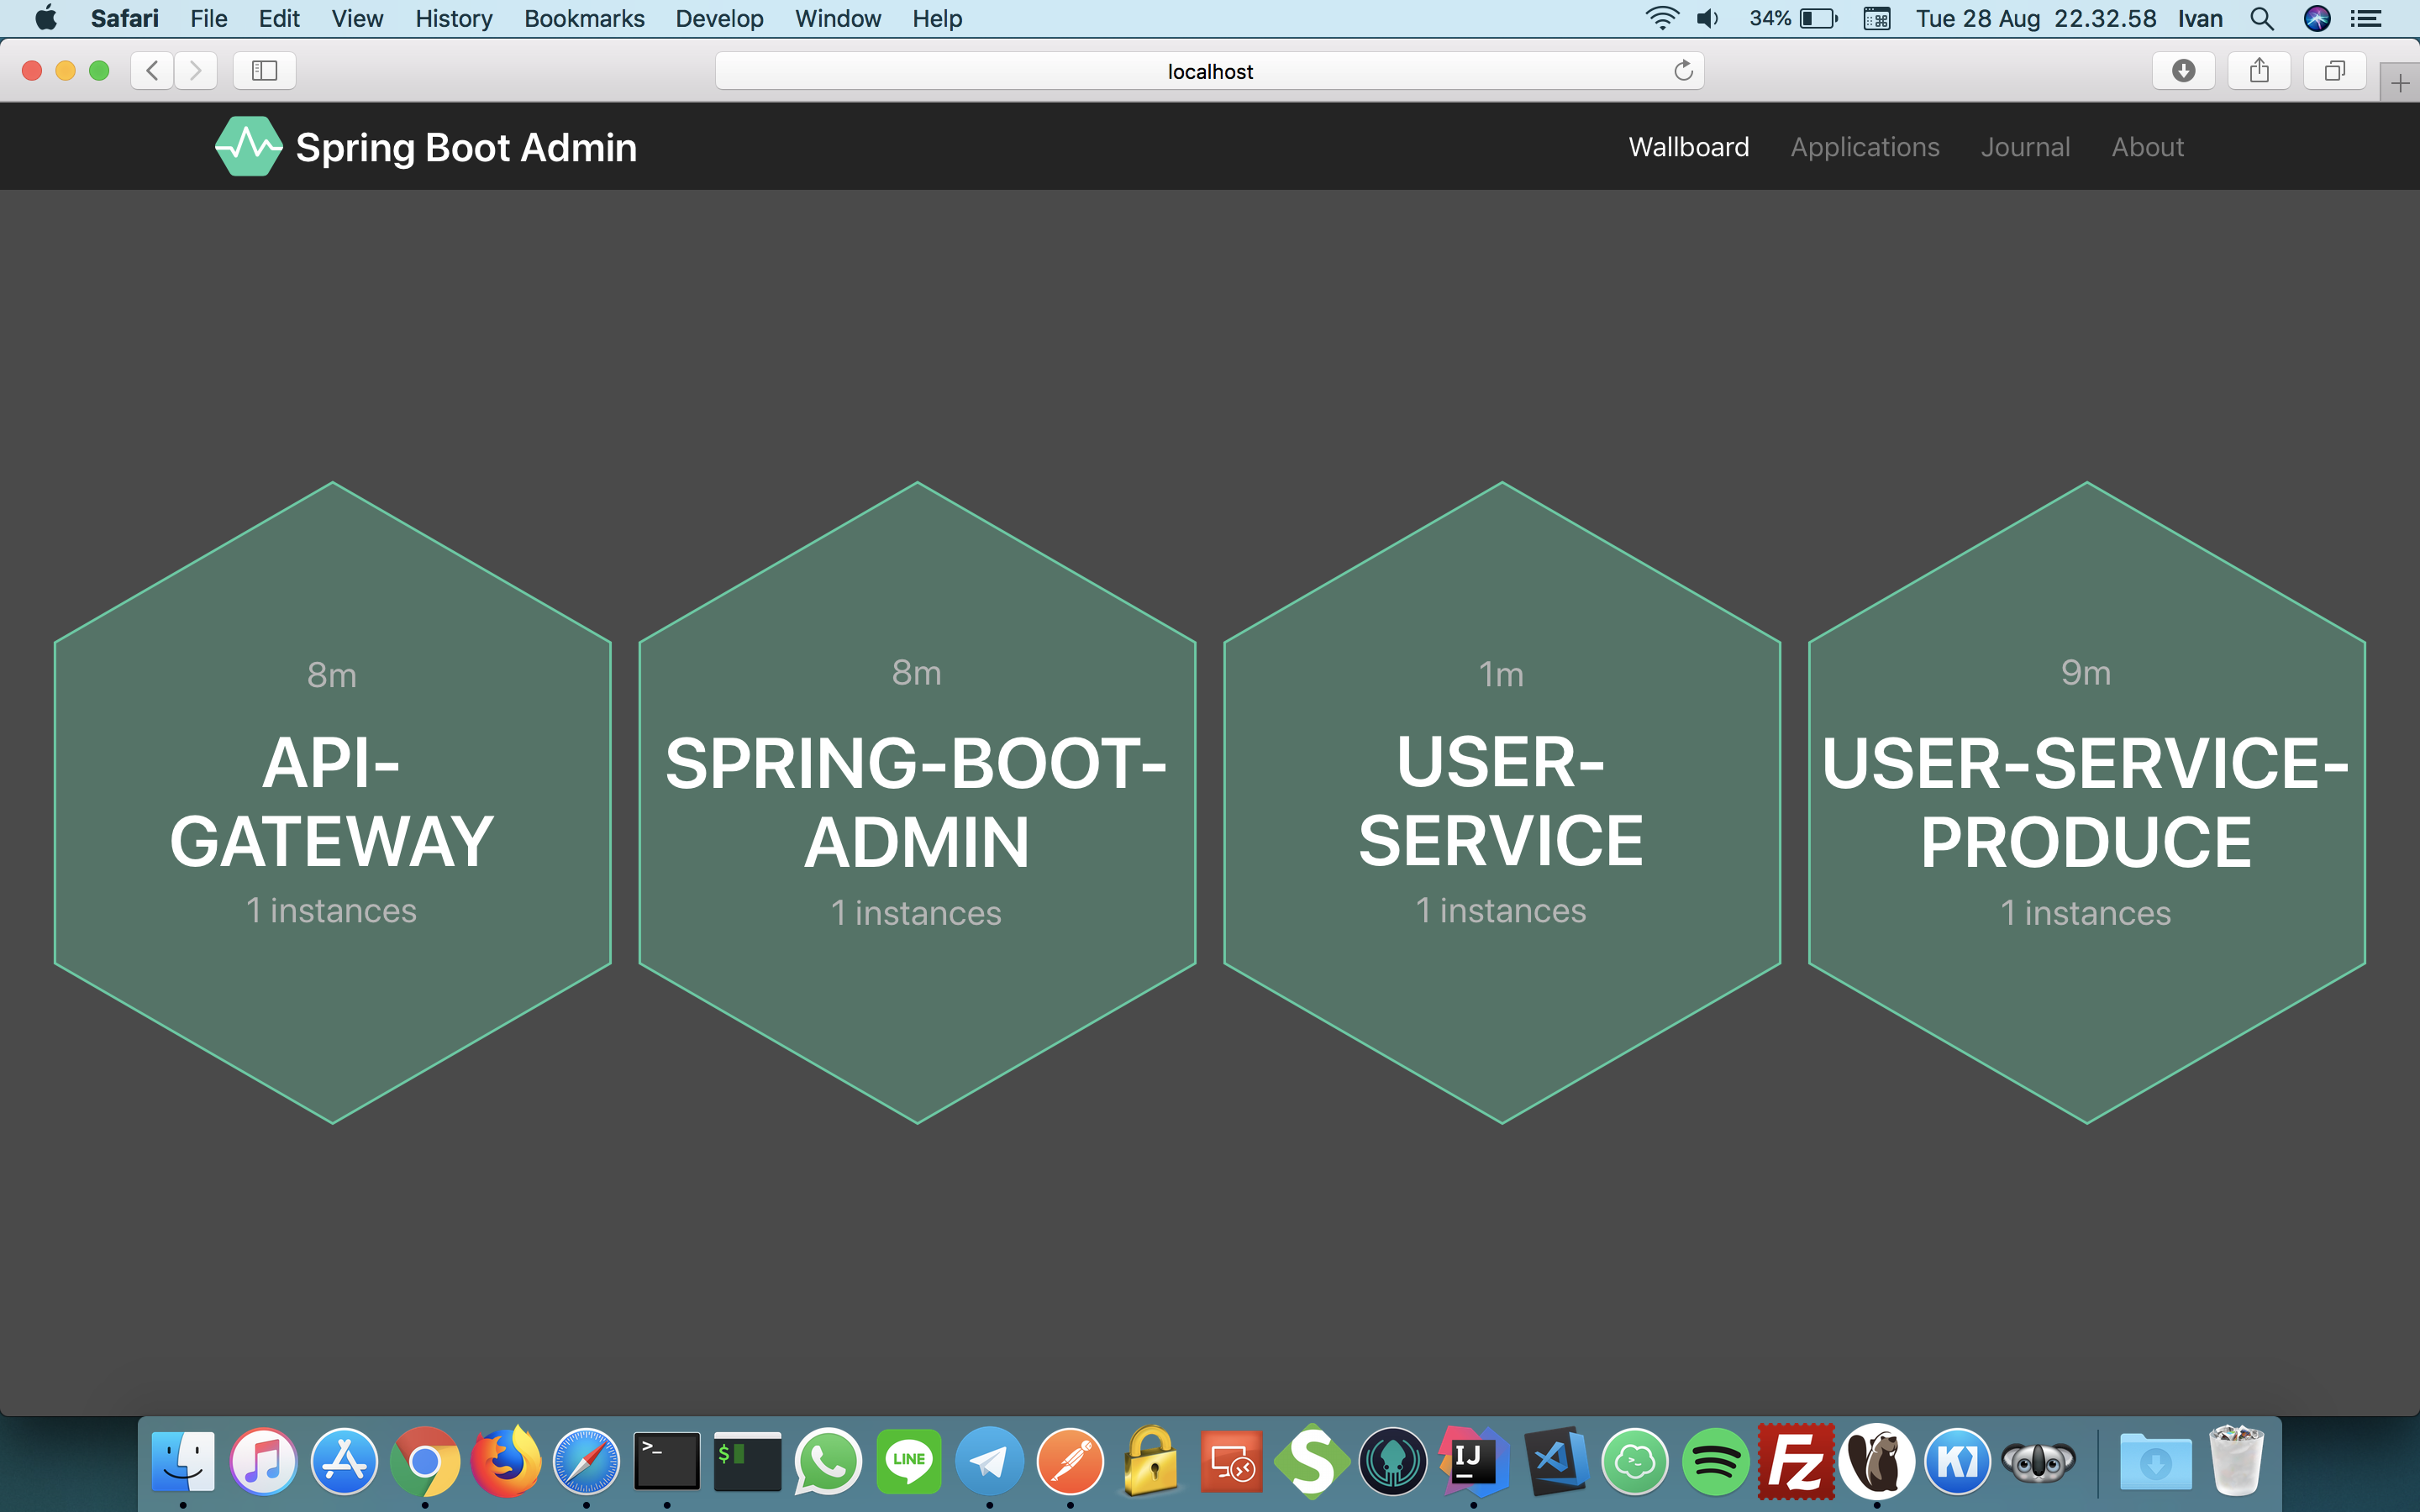 Safari File Edit View History Bookmarks Develop Window Help 34% Tue 28 Aug 22.32.58 Ivan
localhost
Spring Boot Admin
Wallboard Applications Journal About
8m
API-
GATEWAY
1 instances
8m
SPRING-BOOT-
ADMIN
1 instances
1m
USER-
SERVICE
1 instances
9m
USER-SERVICE-
PRODUCE
1 instances
>_
$
LINE
S
IJ
>_
Fz